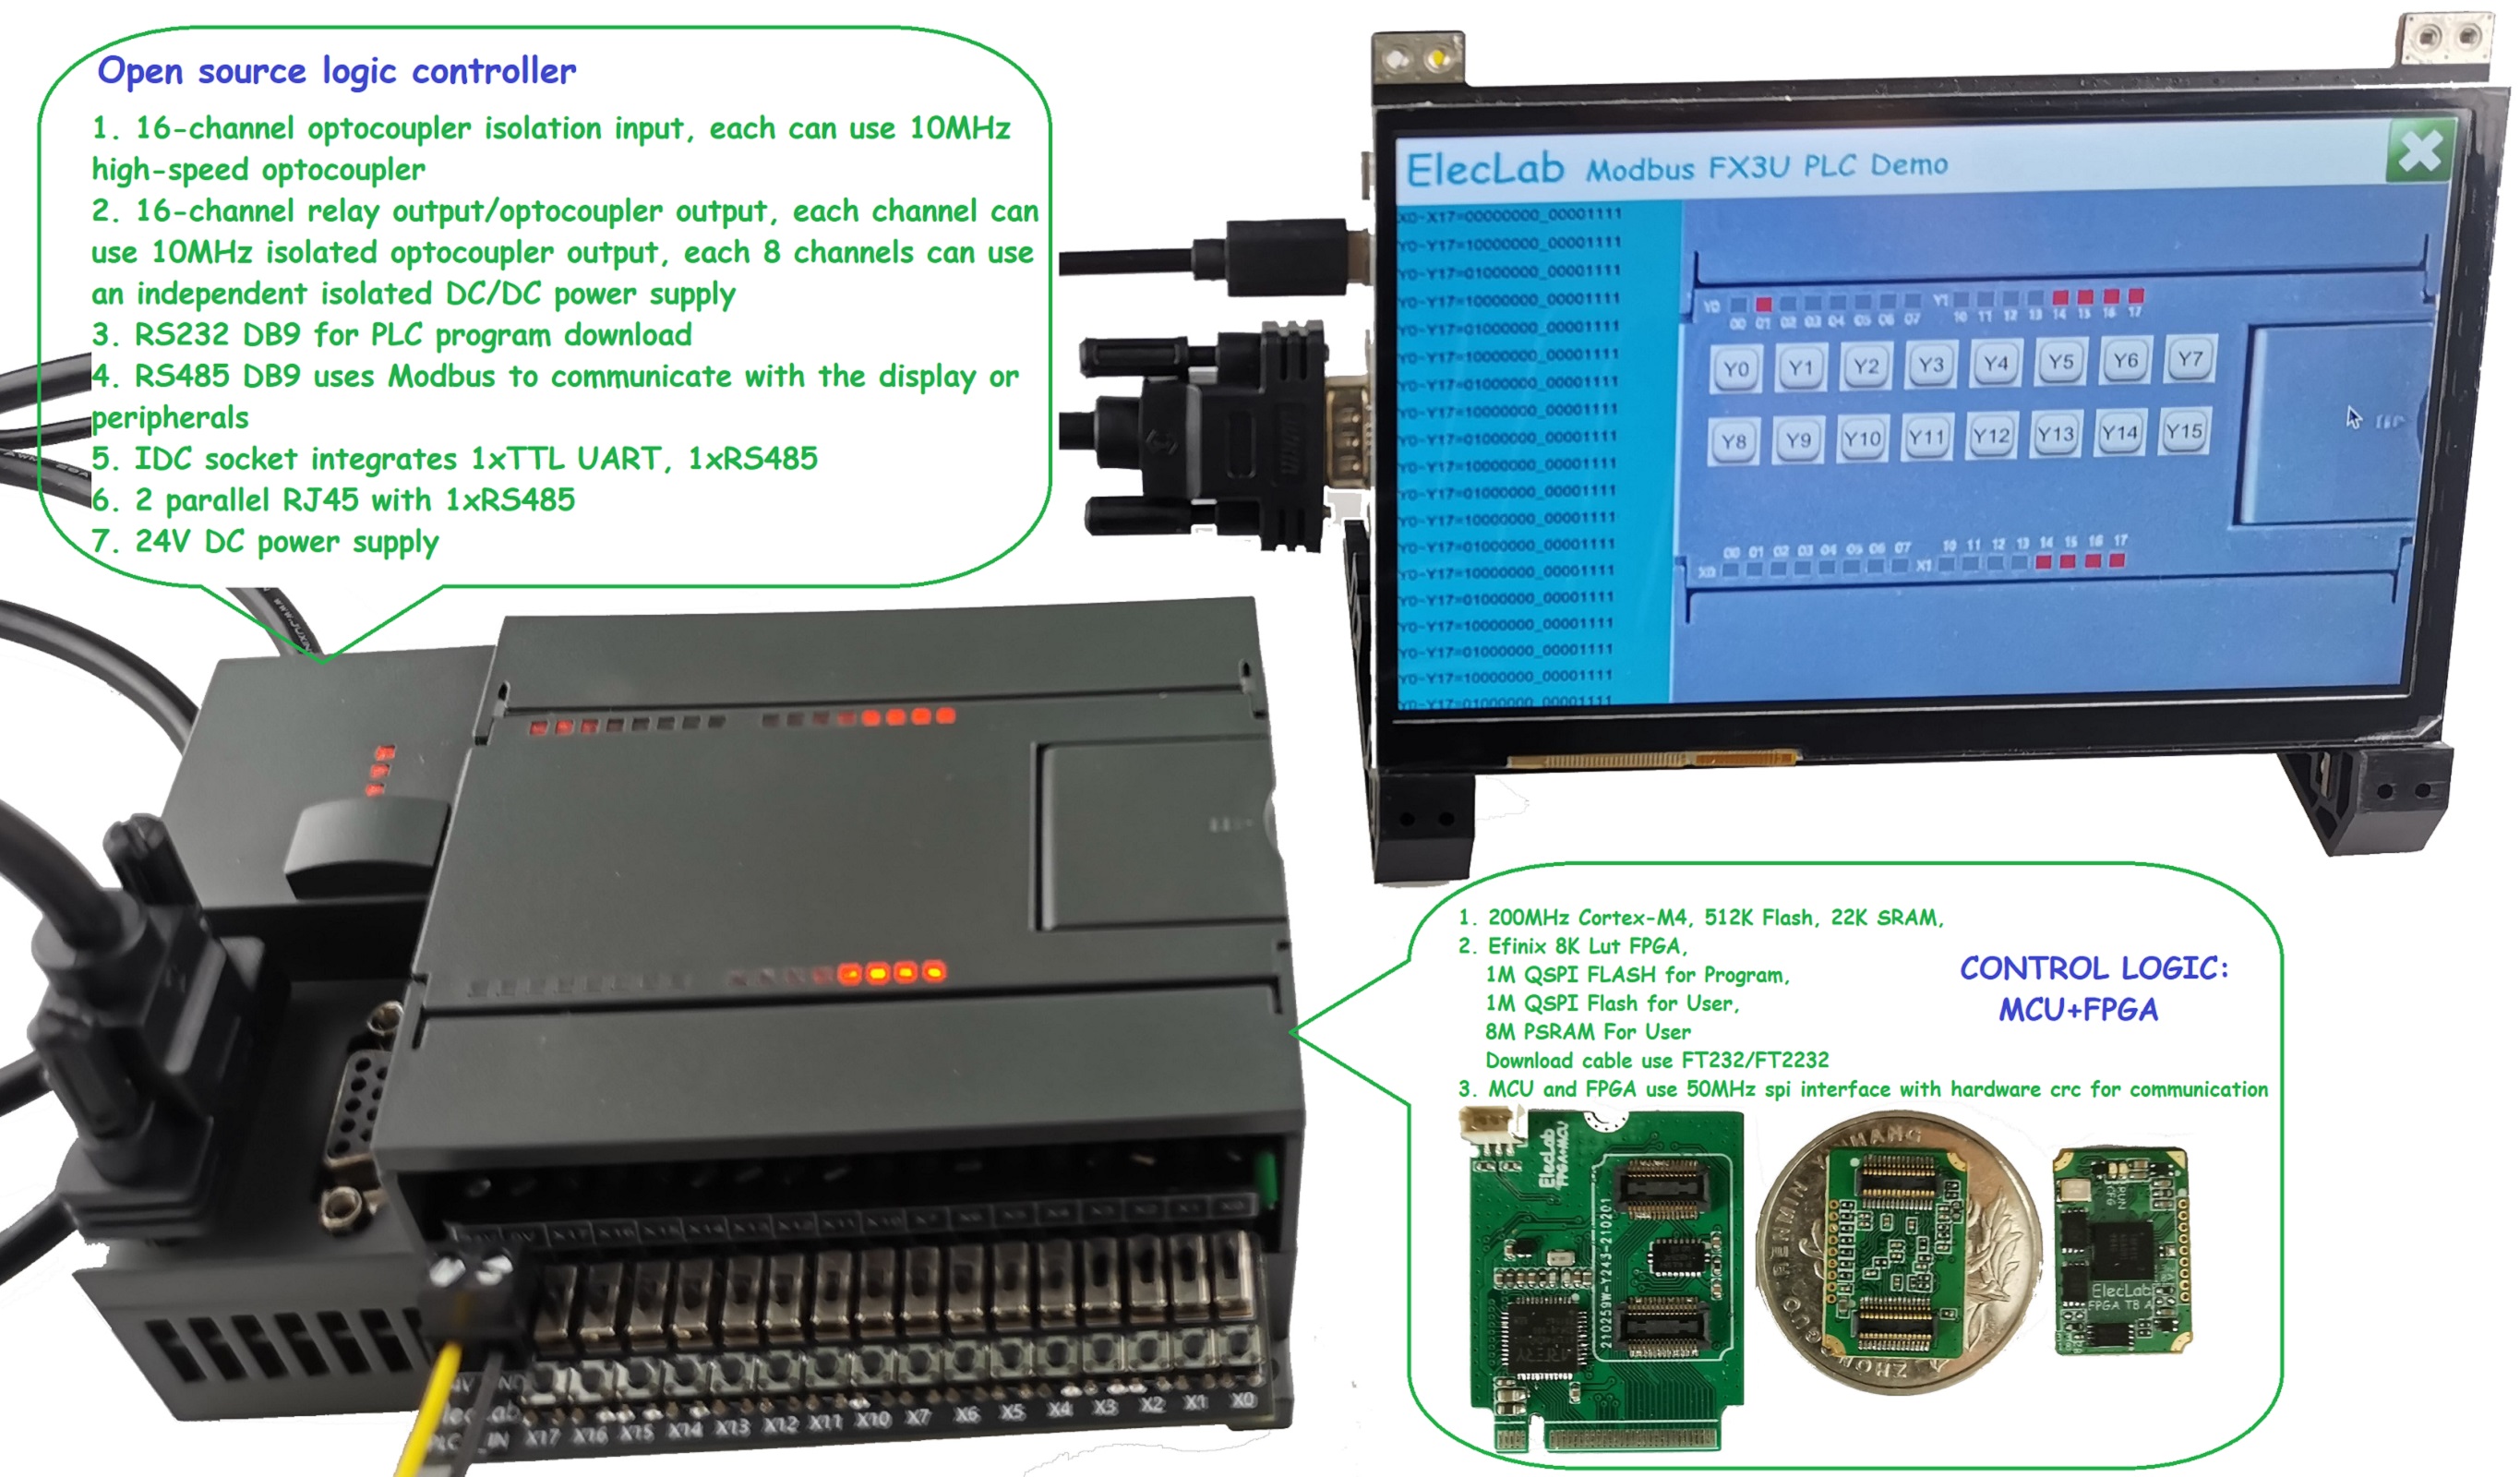 Open source logic controller
1. 16-channel optocoupler isolation input, each can use 10MHz
high-speed optocoupler
2. 16-channel relay output/optocoupler output, each channel can
use 10MHz isolated optocoupler output, each 8 channels can use
an independent isolated DC/DC power supply
3. RS232 DB9 for PLC program download
4. RS485 DB9 uses Modbus to communicate with the display or
peripherals
5. IDC socket integrates 1xTTL UART, 1xRS485
6. 2 parallel RJ45 with 1xRS485
7. 24V DC power supply
ElecLab Modbus FX3U PLC Demo
X0-X17=00000000_00001111
Y0-Y17=10000000_00001111
Y0-Y17=01000000_00001111
Y0-Y17=10000000_00001111
Y0-Y17=01000000_00001111
Y0-Y17=10000000_00001111
Y0-Y17=01000000_00001111
Y0-Y17=10000000_00001111
Y0-Y17=01000000_00001111
Y0-Y17=10000000_00001111
Y0-Y17=01000000_00001111
Y0-Y17=10000000_00001111
Y0-Y17=01000000_00001111
Y0-Y17=10000000_00001111
Y0-Y17=01000000_00001111
Y0-Y17=10000000_00001111
Y0-Y17=01000000_00001111
Y0-Y17=10000000_00001111
Y0-Y17=01000000_00001111
Y0 Y1
00 01 02 03 04 05 06 07 10 11 12 13 14 15 16 17
Y0 Y1 Y2 Y3 Y4 Y5 Y6 Y7
Y8 Y9 Y10 Y11 Y12 Y13 Y14 Y15
00 01 02 03 04 05 06 07 10 11 12 13 14 15 16 17
X0 X1
1. 200MHz Cortex-M4, 512K Flash, 22K SRAM,
2. Efinix 8K Lut FPGA,
1M QSPI FLASH for Program,
1M QSPI Flash for User,
8M PSRAM For User
Download cable use FT232/FT2232
3. MCU and FPGA use 50MHz spi interface with hardware crc for communication
CONTROL LOGIC:
MCU+FPGA
ElecLab
FPGA+MCU
210259W-Y243-210201
ElecLab
FPGA TB A
X17 X16 X15 X14 X13 X12 X11 X10 X7 X6 X5 X4 X3 X2 X1 X0